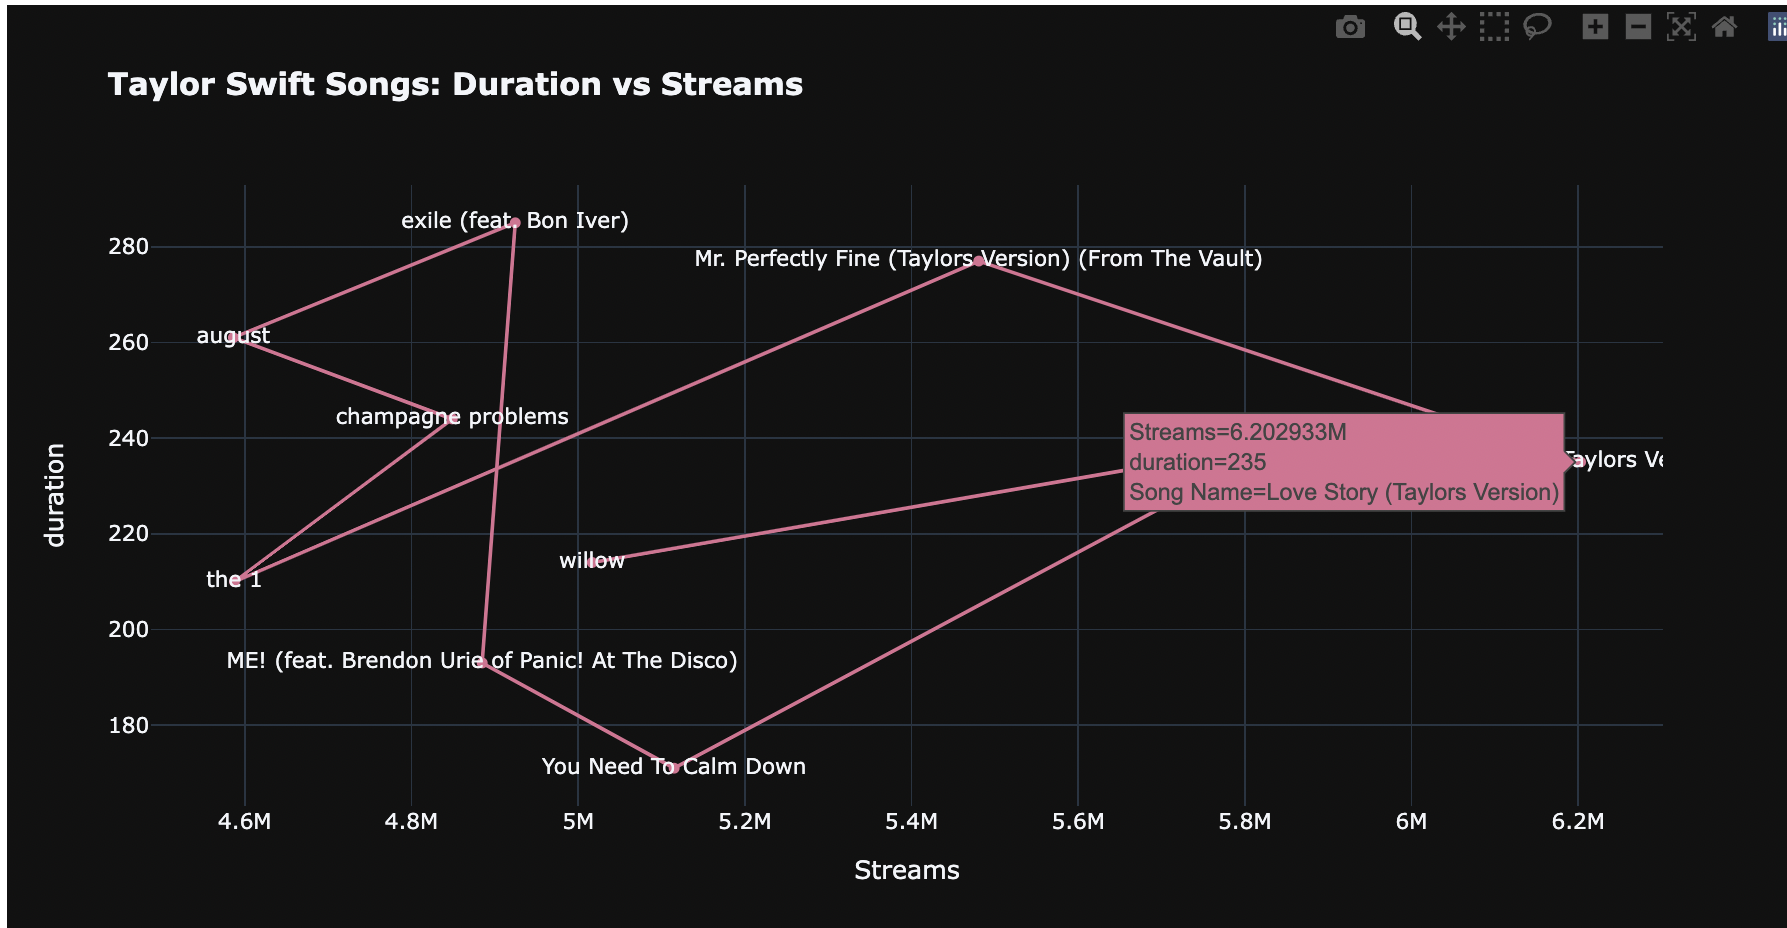 Taylor Swift Songs: Duration vs Streams
exile (feat. Bon Iver)
280
Mr. Perfectly Fine (Taylors Version) (From The Vault)
260
august
champagne problems
240
Streams=6.202933M
duration=235
Song Name=Love Story (Taylors Version)
Taylors Ve
duration
220
willow
the 1
200
ME! (feat. Brendon Urie of Panic! At The Disco)
180
You Need To Calm Down
4.6M 4.8M 5M 5.2M 5.4M 5.6M 5.8M 6M 6.2M
Streams